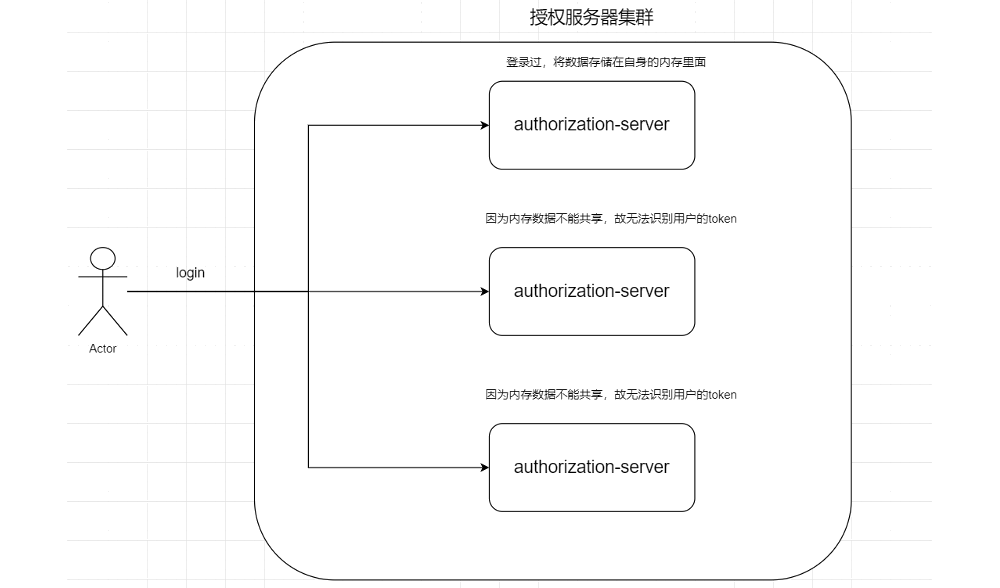 授权服务器集群
登录过，将数据存储在自身的内存里面
authorization-server
因为内存数据不能共享，故无法识别用户的token
login
authorization-server
Actor
因为内存数据不能共享，故无法识别用户的token
authorization-server